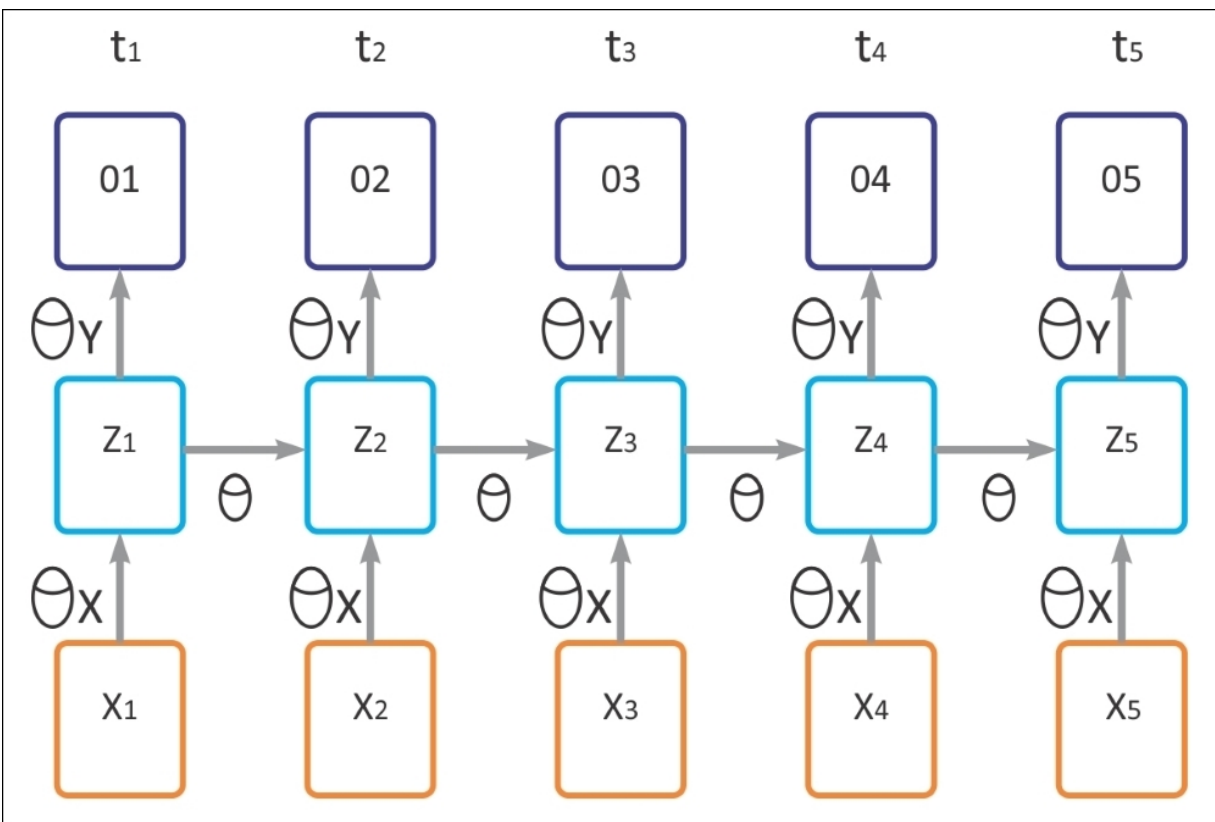 t1 t2 t3 t4 t5
01 02 03 04 05
ΘY ΘY ΘY ΘY ΘY
Z1 Z2 Z3 Z4 Z5
Θ Θ Θ Θ
ΘX ΘX ΘX ΘX ΘX
X1 X2 X3 X4 X5